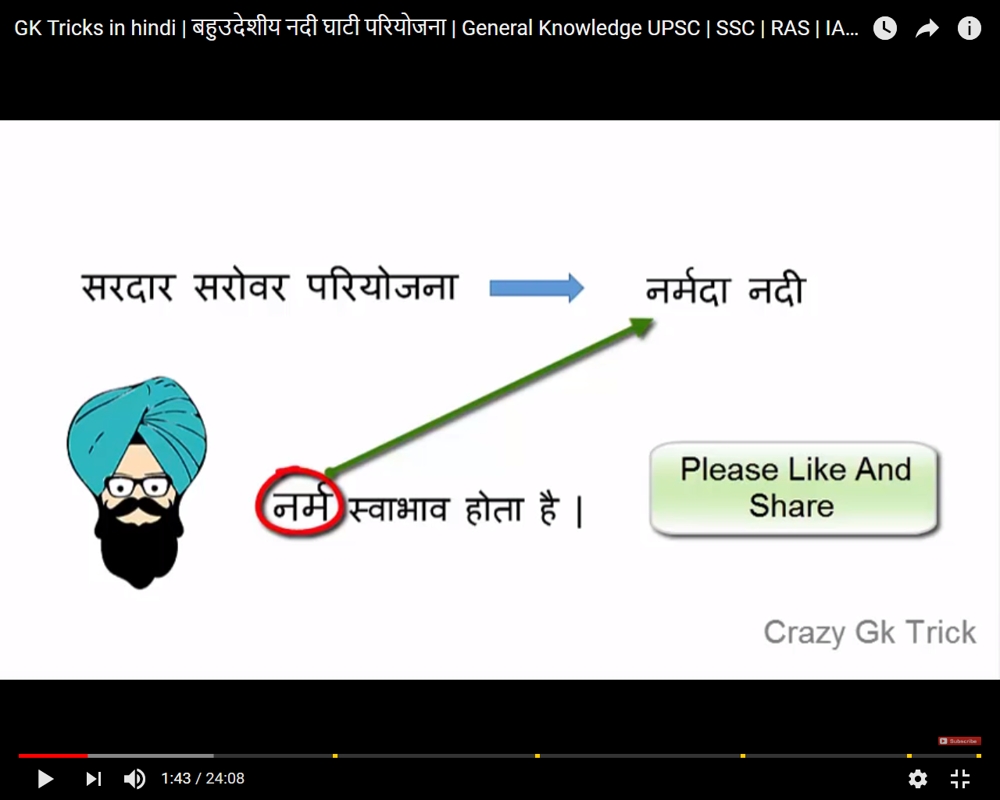 GK Tricks in hindi | बहुउदेशीय नदी घाटी परियोजना | General Knowledge UPSC | SSC | RAS | IA...
सरदार सरोवर परियोजना नर्मदा नदी
नर्म स्वाभाव होता है |
Please Like And
Share
Crazy Gk Trick
Subscribe
1:43 / 24:08